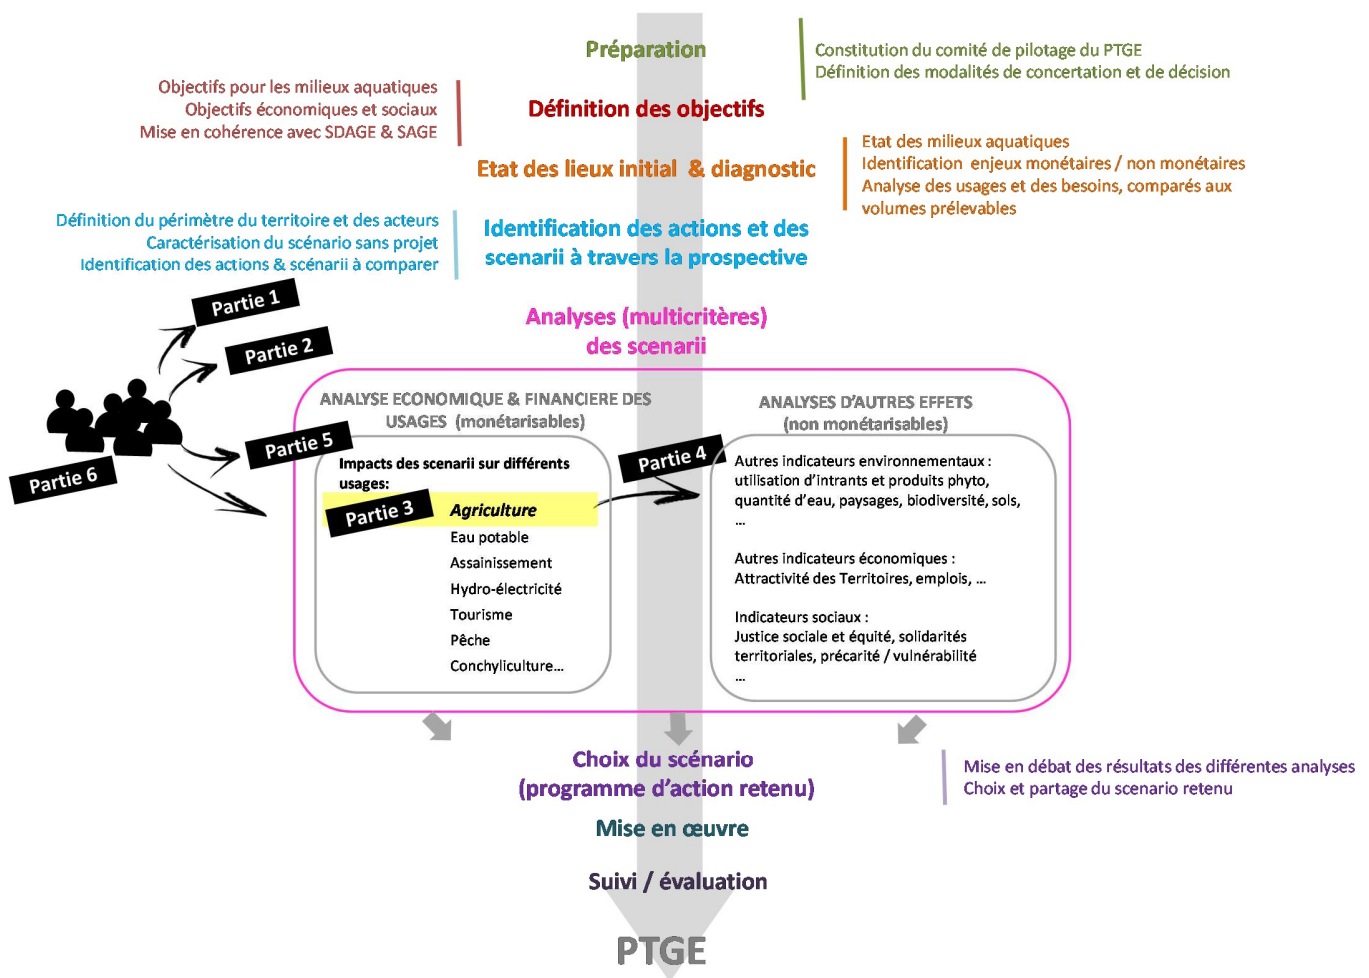 Préparation
Constitution du comité de pilotage du PTGE
Définition des modalités de concertation et de décision
Objectifs pour les milieux aquatiques
Objectifs économiques et sociaux
Mise en cohérence avec SDAGE & SAGE
Définition des objectifs
Etat des lieux initial & diagnostic
Etat des milieux aquatiques
Identification enjeux monétaires / non monétaires
Analyse des usages et des besoins, comparés aux
volumes prélevables
Définition du périmètre du territoire et des acteurs
Caractérisation du scénario sans projet
Identification des actions & scénarii à comparer
Identification des actions et des
scenarii à travers la prospective
Partie 1
Partie 2
Analyses (multicritères)
des scenarii
Partie 5
Partie 6
ANALYSE ECONOMIQUE & FINANCIERE DES
USAGES (monétarisables)
Impacts des scenarii sur différents
usages:
Partie 3
Agriculture
Eau potable
Assainissement
Hydro-électricité
Tourisme
Pêche
Conchyliculture...
Partie 4
ANALYSES D'AUTRES EFFETS
(non monétarisables)
Autres indicateurs environnementaux :
utilisation d'intrants et produits phyto,
quantité d'eau, paysages, biodiversité, sols,
...
Autres indicateurs économiques :
Attractivité des Territoires, emplois, ...
Indicateurs sociaux :
Justice sociale et équité, solidarités
territoriales, précarité / vulnérabilité
...
Choix du scénario
(programme d'action retenu)
Mise en débat des résultats des différentes analyses
Choix et partage du scenario retenu
Mise en œuvre
Suivi / évaluation
PTGE